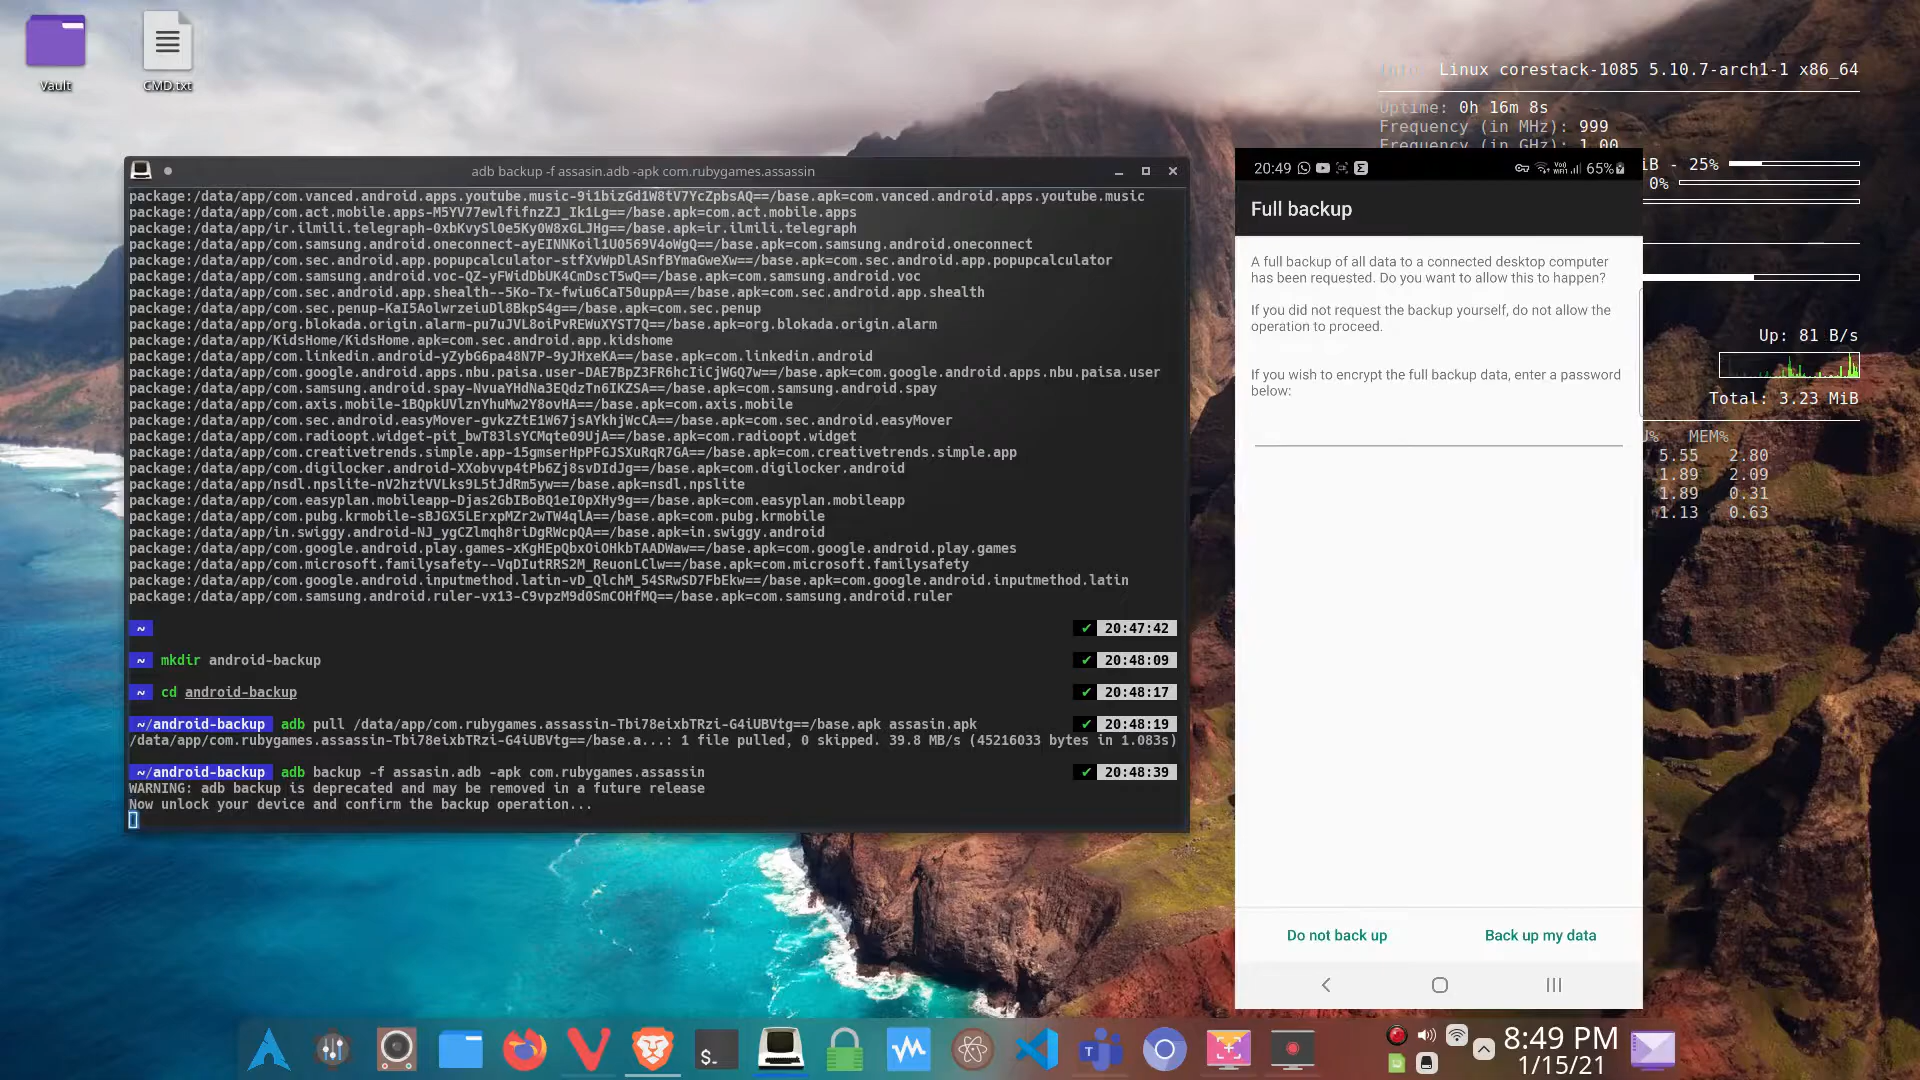 Vault
CMD.txt
Linux corestack-1085 5.10.7-arch1-1 x86_64
Uptime: 0h 16m 8s
Frequency (in MHz): 999
Frequency (in GHz): 1.00
iB - 25%
0%
Up: 81 B/s
Total: 3.23 MiB
MEM%
5.55 2.80
1.89 2.09
1.89 0.31
1.13 0.63
adb backup -f assasin.adb -apk com.rubygames.assassin
package:/data/app/com.vanced.android.apps.youtube.music-9i1bizGd1W8tV7YcZpbsAQ==/base.apk=com.vanced.android.apps.youtube.music
package:/data/app/com.act.mobile.apps-M5YV77ewlfifnzZJ_Ik1Lg==/base.apk=com.act.mobile.apps
package:/data/app/ir.ilmili.telegraph-OxbKvySl0e5Ky0W8xGLJHg==/base.apk=ir.ilmili.telegraph
package:/data/app/com.samsung.android.oneconnect-ayEINNKoil1U0569V4oWgQ==/base.apk=com.samsung.android.oneconnect
package:/data/app/com.sec.android.app.popupcalculator-stfXvWpDlASnfBYmaGweXw==/base.apk=com.sec.android.app.popupcalculator
package:/data/app/com.samsung.android.voc-QZ-yFWidDbUK4CmDscT5wQ==/base.apk=com.samsung.android.voc
package:/data/app/com.sec.android.app.shealth--5Ko-Tx-fwiu6CaT50uppA==/base.apk=com.sec.android.app.shealth
package:/data/app/com.sec.penup-KaI5AolwrzeiuDl8BkpS4g==/base.apk=com.sec.penup
package:/data/app/org.blokada.origin.alarm-pu7uJVL8oiPvREWuXYST7Q==/base.apk=org.blokada.origin.alarm
package:/data/app/KidsHome/KidsHome.apk=com.sec.android.app.kidshome
package:/data/app/com.linkedin.android-yZybG6pa48N7P-9yJHxeKA==/base.apk=com.linkedin.android
package:/data/app/com.google.android.apps.nbu.paisa.user-DAE7BpZ3FR6hcIiCjWGQ7w==/base.apk=com.google.android.apps.nbu.paisa.user
package:/data/app/com.samsung.android.spay-NvuaYHdNa3EQdzTn6IKZSA==/base.apk=com.samsung.android.spay
package:/data/app/com.axis.mobile-1BQpkUVlznYhuMw2Y8ovHA==/base.apk=com.axis.mobile
package:/data/app/com.sec.android.easyMover-gvkzZtE1W67jsAYkhjWcCA==/base.apk=com.sec.android.easyMover
package:/data/app/com.radioopt.widget-pit_bwT83lsYCMqte09UjA==/base.apk=com.radioopt.widget
package:/data/app/com.creativetrends.simple.app-15gmserHpPFGJSXuRqR7GA==/base.apk=com.creativetrends.simple.app
package:/data/app/com.digilocker.android-XXobvvp4tPb6Zj8svDIdJg==/base.apk=com.digilocker.android
package:/data/app/nsdl.npslite-nV2hztVVLks9L5tJdRm5yw==/base.apk=nsdl.npslite
package:/data/app/com.easyplan.mobileapp-Djas2GbIBoBQ1eI0pXHy9g==/base.apk=com.easyplan.mobileapp
package:/data/app/com.pubg.krmobile-sBJGX5LErxpMZr2wTW4qlA==/base.apk=com.pubg.krmobile
package:/data/app/in.swiggy.android-NJ_ygCZlmqh8riDgRWcpQA==/base.apk=in.swiggy.android
package:/data/app/com.google.android.play.games-xKgHEpQbxOiOHkbTAADWaw==/base.apk=com.google.android.play.games
package:/data/app/com.microsoft.familysafety--VqDIutRRS2M_ReuonLClw==/base.apk=com.microsoft.familysafety
package:/data/app/com.google.android.inputmethod.latin-vD_QlchM_54SRwSD7FbEkw==/base.apk=com.google.android.inputmethod.latin
package:/data/app/com.samsung.android.ruler-vx13-C9vpzM9d0SmCOHfMQ==/base.apk=com.samsung.android.ruler
~ ✔ 20:47:42
~ mkdir android-backup ✔ 20:48:09
~ cd android-backup ✔ 20:48:17
~/android-backup adb pull /data/app/com.rubygames.assassin-Tbi78eixbTRzi-G4iUBVtg==/base.apk assasin.apk ✔ 20:48:19
/data/app/com.rubygames.assassin-Tbi78eixbTRzi-G4iUBVtg==/base.a...: 1 file pulled, 0 skipped. 39.8 MB/s (45216033 bytes in 1.083s)
~/android-backup adb backup -f assasin.adb -apk com.rubygames.assassin ✔ 20:48:39
WARNING: adb backup is deprecated and may be removed in a future release
Now unlock your device and confirm the backup operation...
20:49 65%
Full backup
A full backup of all data to a connected desktop computer
has been requested. Do you want to allow this to happen?
If you did not request the backup yourself, do not allow the
operation to proceed.
If you wish to encrypt the full backup data, enter a password
below:
Do not back up Back up my data
8:49 PM
1/15/21